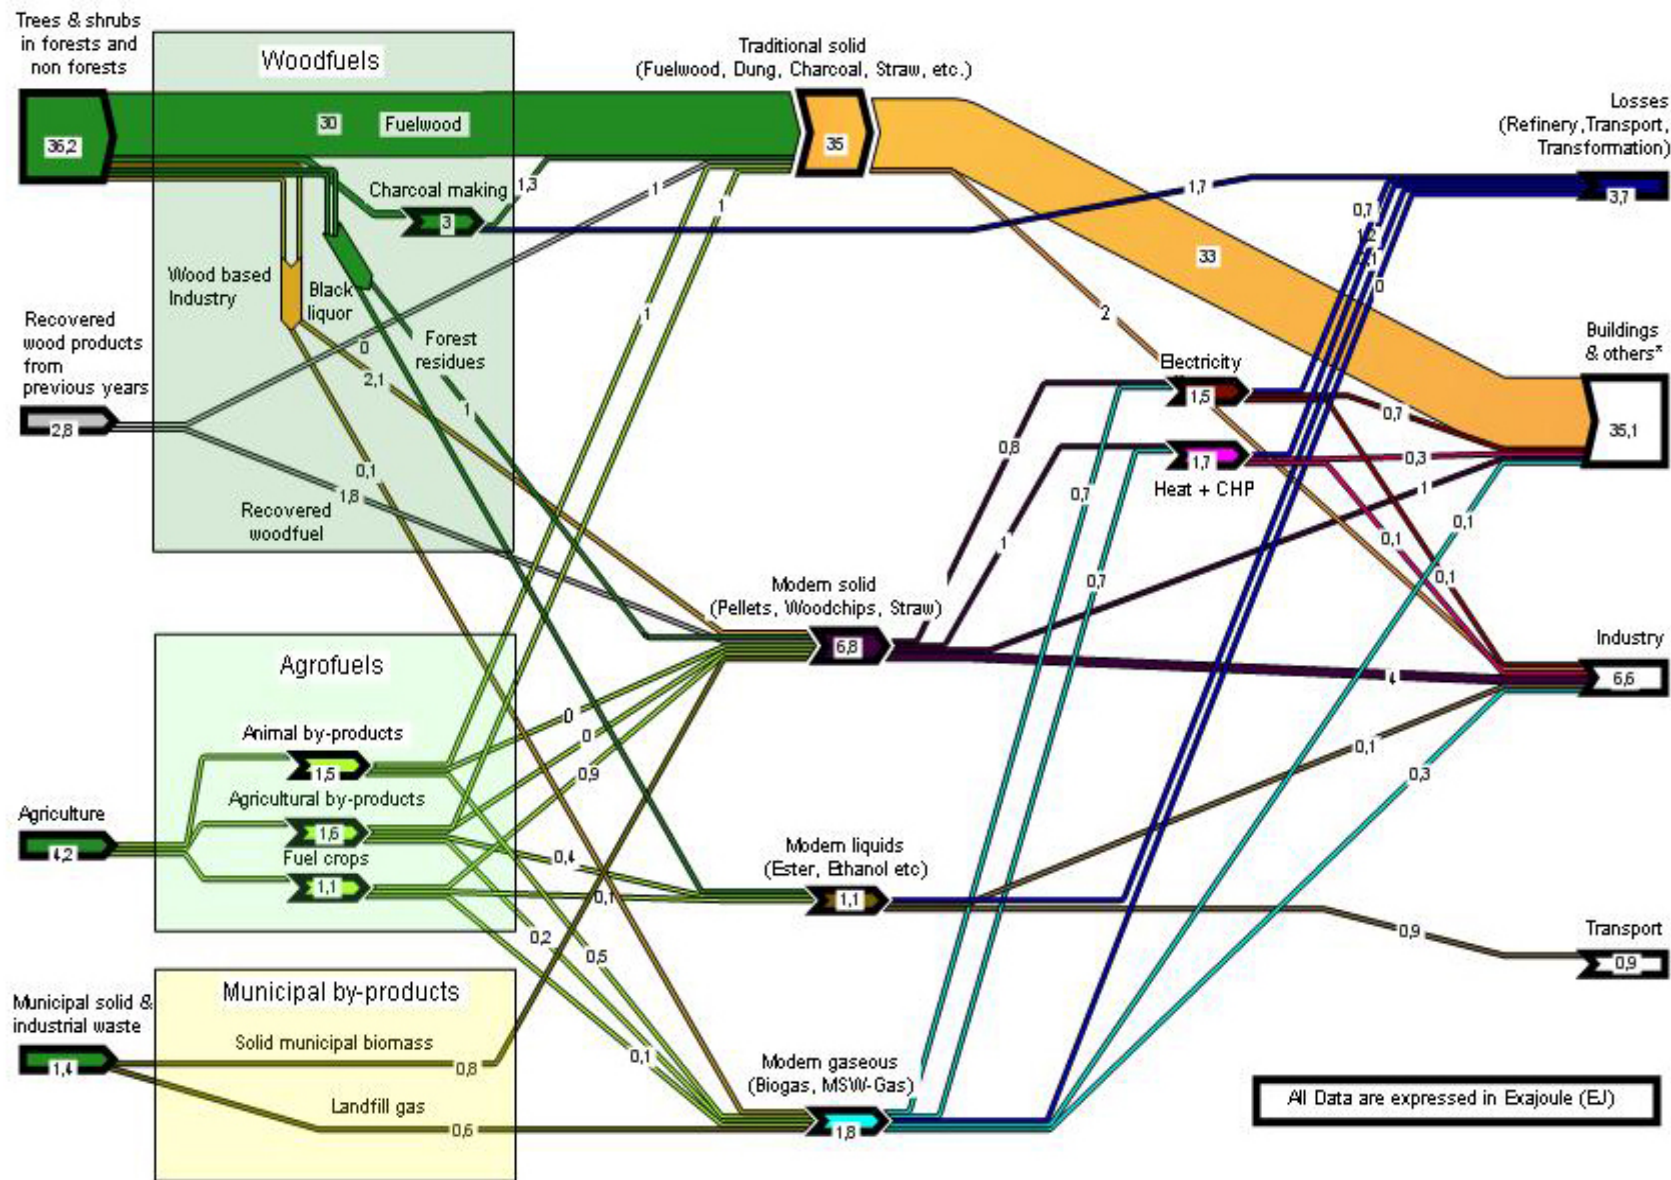 Trees & shrubs
in forests and
non forests
36,2
Woodfuels
30
Fuelwood
Charcoal making
3
1,3
1
1
Wood based
Industry
Black
liquor
Forest
residues
0
2,1
1
0,1
1,8
Recovered
woodfuel
Recovered
wood products
from
previous years
2,8
Traditional solid
(Fuelwood, Dung, Charcoal, Straw, etc.)
35
1,7
33
2
1
Losses
(Refinery,Transport,
Transformation)
3,7
0,7
0
Buildings
& others*
35,1
Electricity
1,5
0,7
1,7
Heat + CHP
0,3
1
0,1
0,1
0,1
0,8
1
0,7
0,7
Modern solid
(Pellets, Woodchips, Straw)
6,8
4
Industry
6,6
0,1
0,3
Agrofuels
Animal by-products
1,5
Agricultural by-products
1,6
Fuel crops
1,1
Agriculture
4,2
0
0
0,9
0,4
0,1
0,2
0,5
0,1
Modern liquids
(Ester, Ethanol etc)
1,1
0,9
Transport
0,9
Municipal by-products
Municipal solid &
industrial waste
1,4
Solid municipal biomass
0,8
Landfill gas
0,6
Modern gaseous
(Biogas, MSW-Gas)
1,8
All Data are expressed in Exajoule (EJ)